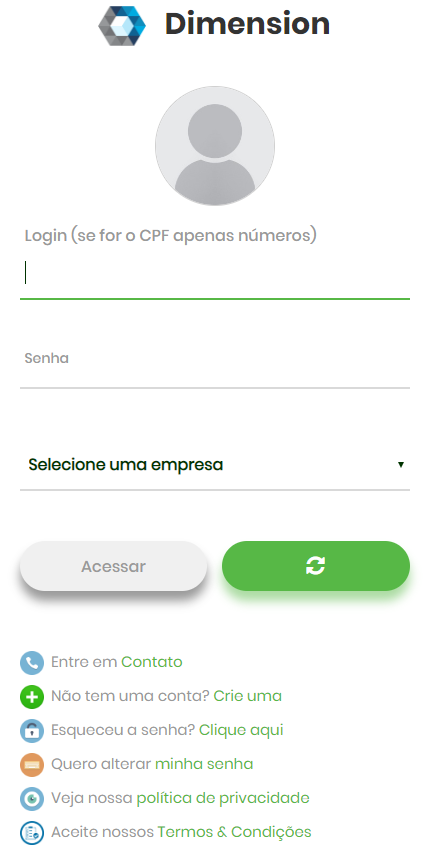 Dimension
Login (se for o CPF apenas números)
Senha
Selecione uma empresa
Acessar
Entre em Contato
Não tem uma conta? Crie uma
Esqueceu a senha? Clique aqui
Quero alterar minha senha
Veja nossa política de privacidade
Aceite nossos Termos & Condições